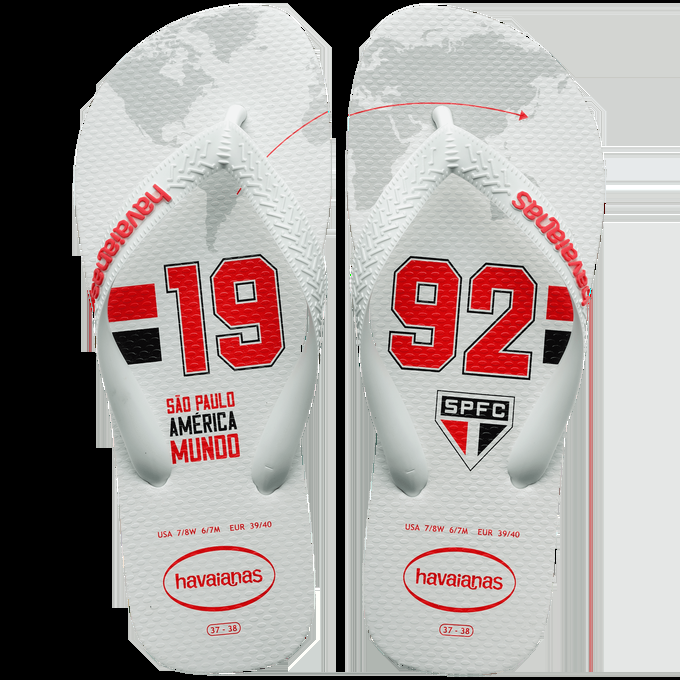 havaianas
19
SÃO PAULO
AMÉRICA
MUNDO
USA 7/8W 6/7M EUR 39/40
havaianas
37 - 38
havaianas
92
SPFC
USA 7/8W 6/7M EUR 39/40
havaianas
37 - 38